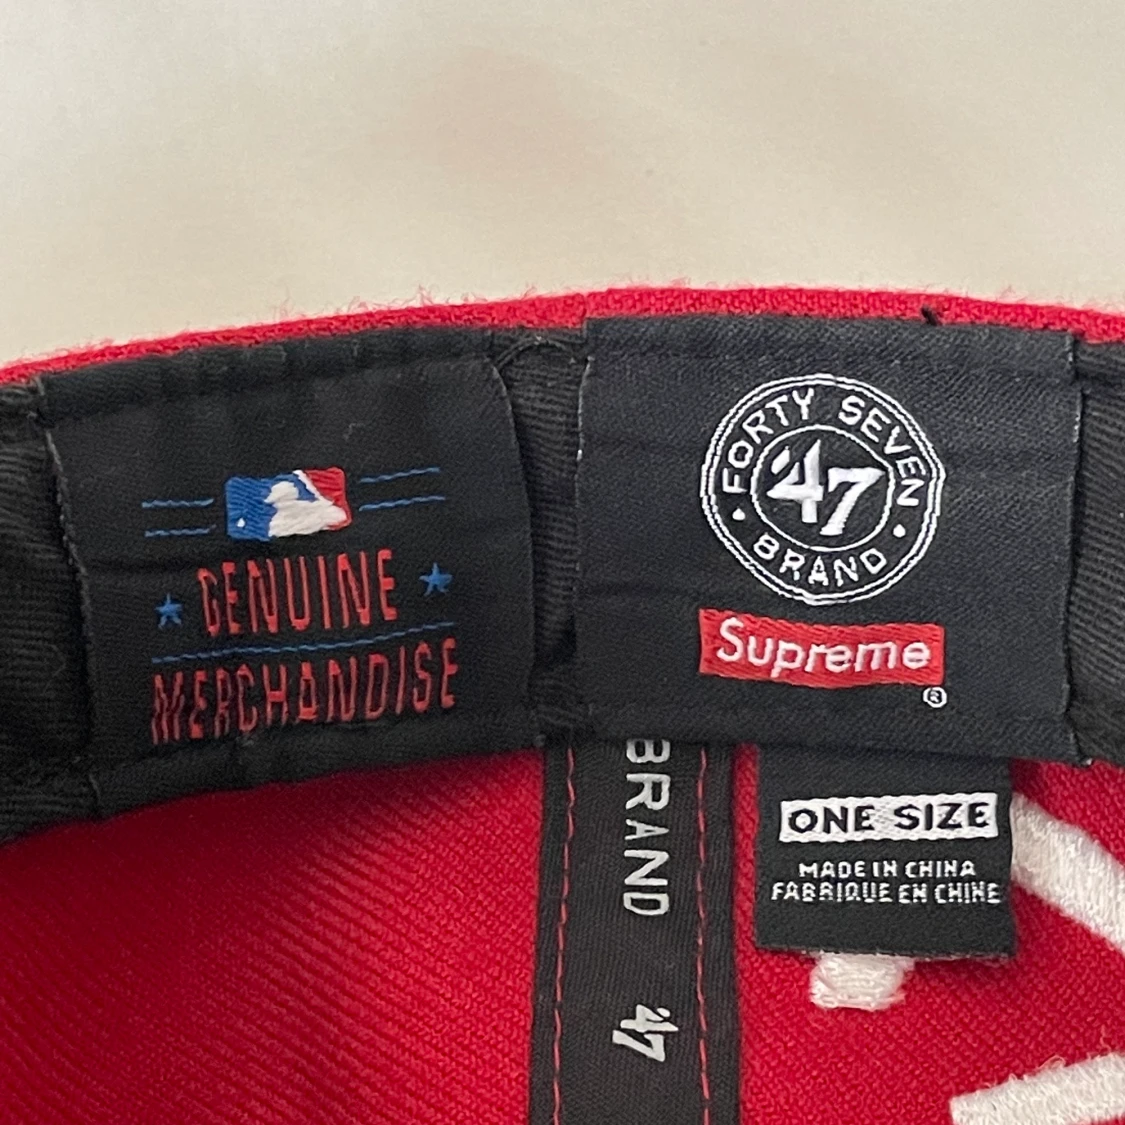 GENUINE
MERCHANDISE
FORTY SEVEN
47
BRAND
Supreme
®
BRAND 47
ONE SIZE
MADE IN CHINA
FABRIQUE EN CHINE